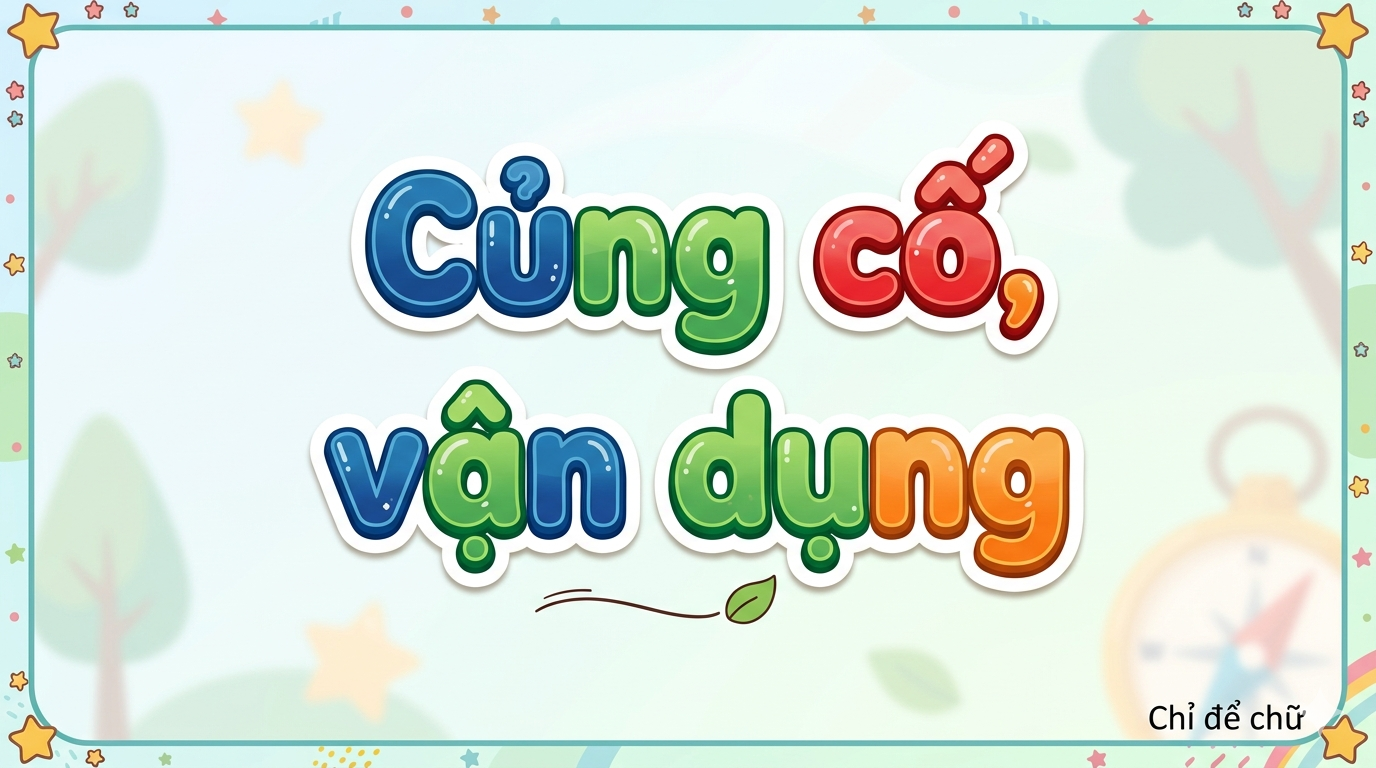 Củng cố,
vận dụng
Chỉ để chữ